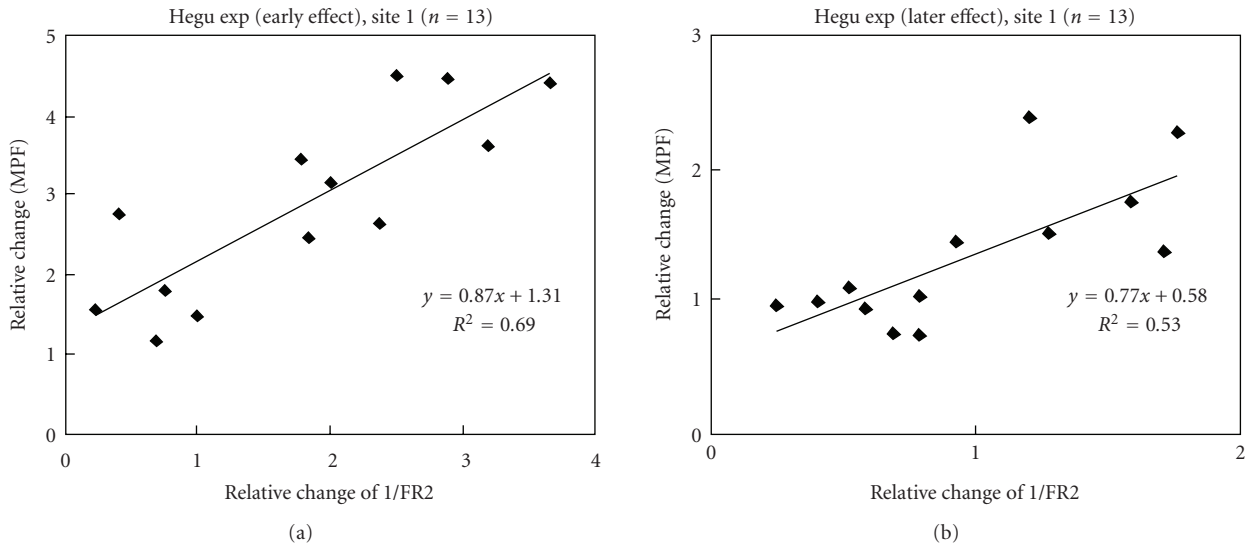 Hegu exp (early effect), site 1 (n = 13)
5
4
3
2
1
0
Relative change (MPF)
y = 0.87x + 1.31
R² = 0.69
0 1 2 3 4
Relative change of 1/FR2
(a)
Hegu exp (later effect), site 1 (n = 13)
3
2
1
0
Relative change (MPF)
y = 0.77x + 0.58
R² = 0.53
0 1 2
Relative change of 1/FR2
(b)